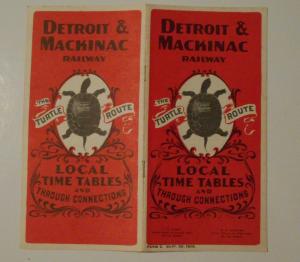 DETROIT &
MACKINAC
RAILWAY
THE
TURTLE ROUTE
LOCAL
TIME TABLES
AND
THROUGH CONNECTIONS
DETROIT &
MACKINAC
RAILWAY
THE
TURTLE ROUTE
LOCAL
TIME TABLES
AND
THROUGH CONNECTIONS